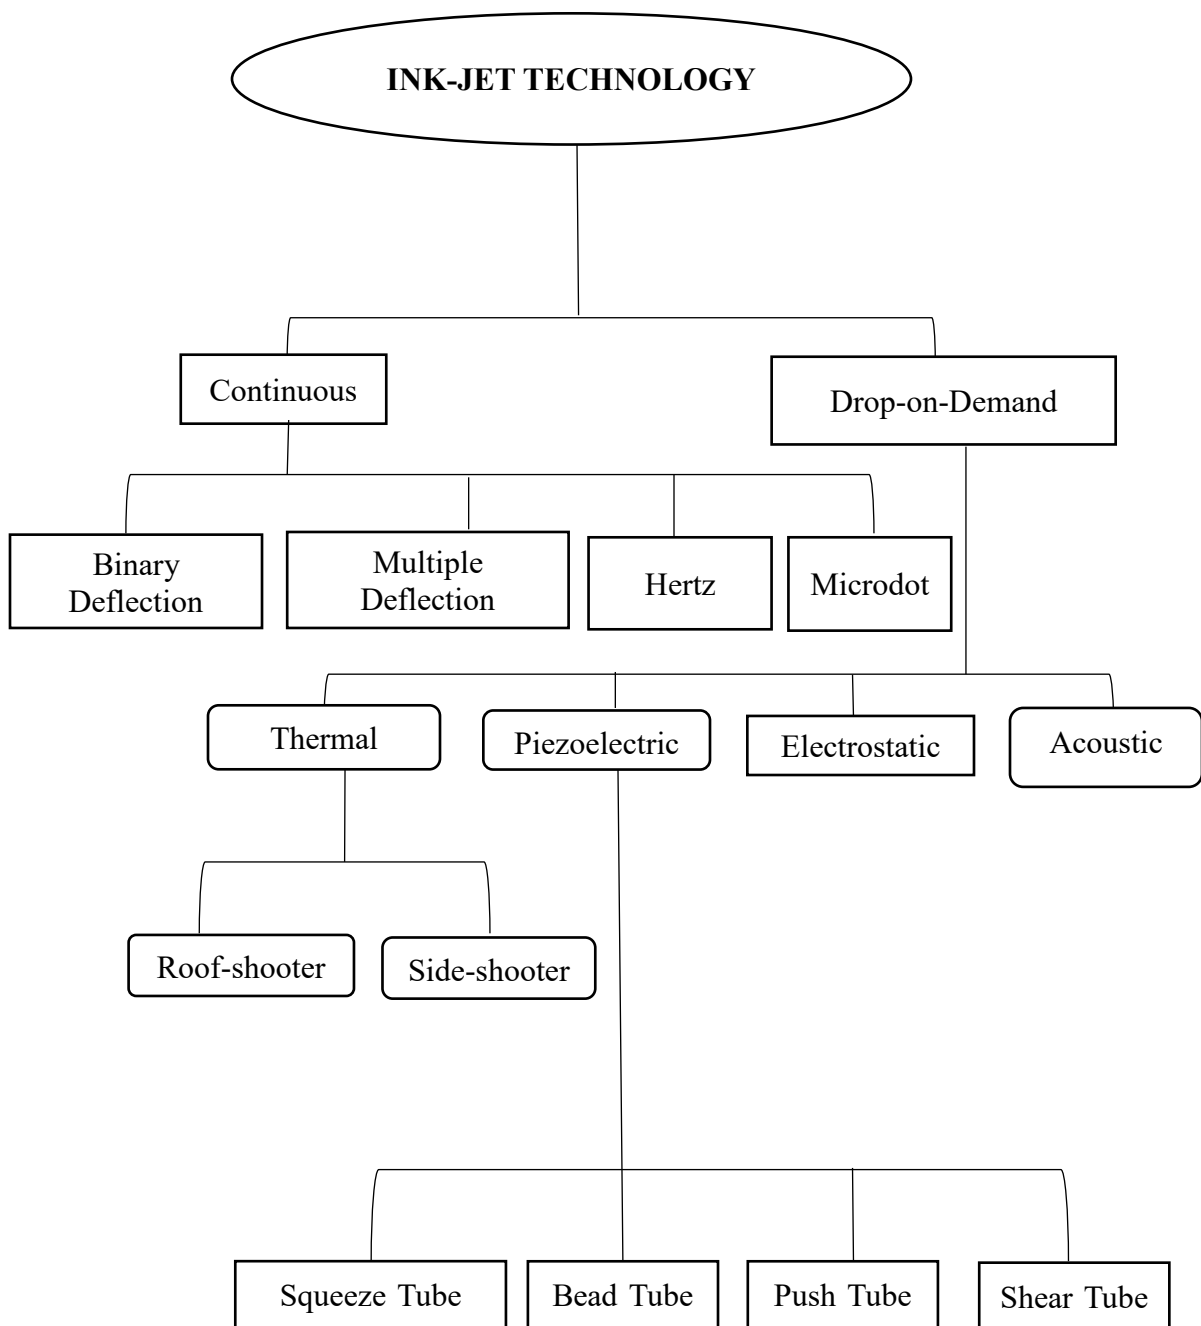 INK-JET TECHNOLOGY
Continuous
Drop-on-Demand
Binary
Deflection
Multiple
Deflection
Hertz
Microdot
Thermal
Piezoelectric
Electrostatic
Acoustic
Roof-shooter
Side-shooter
Squeeze Tube
Bead Tube
Push Tube
Shear Tube